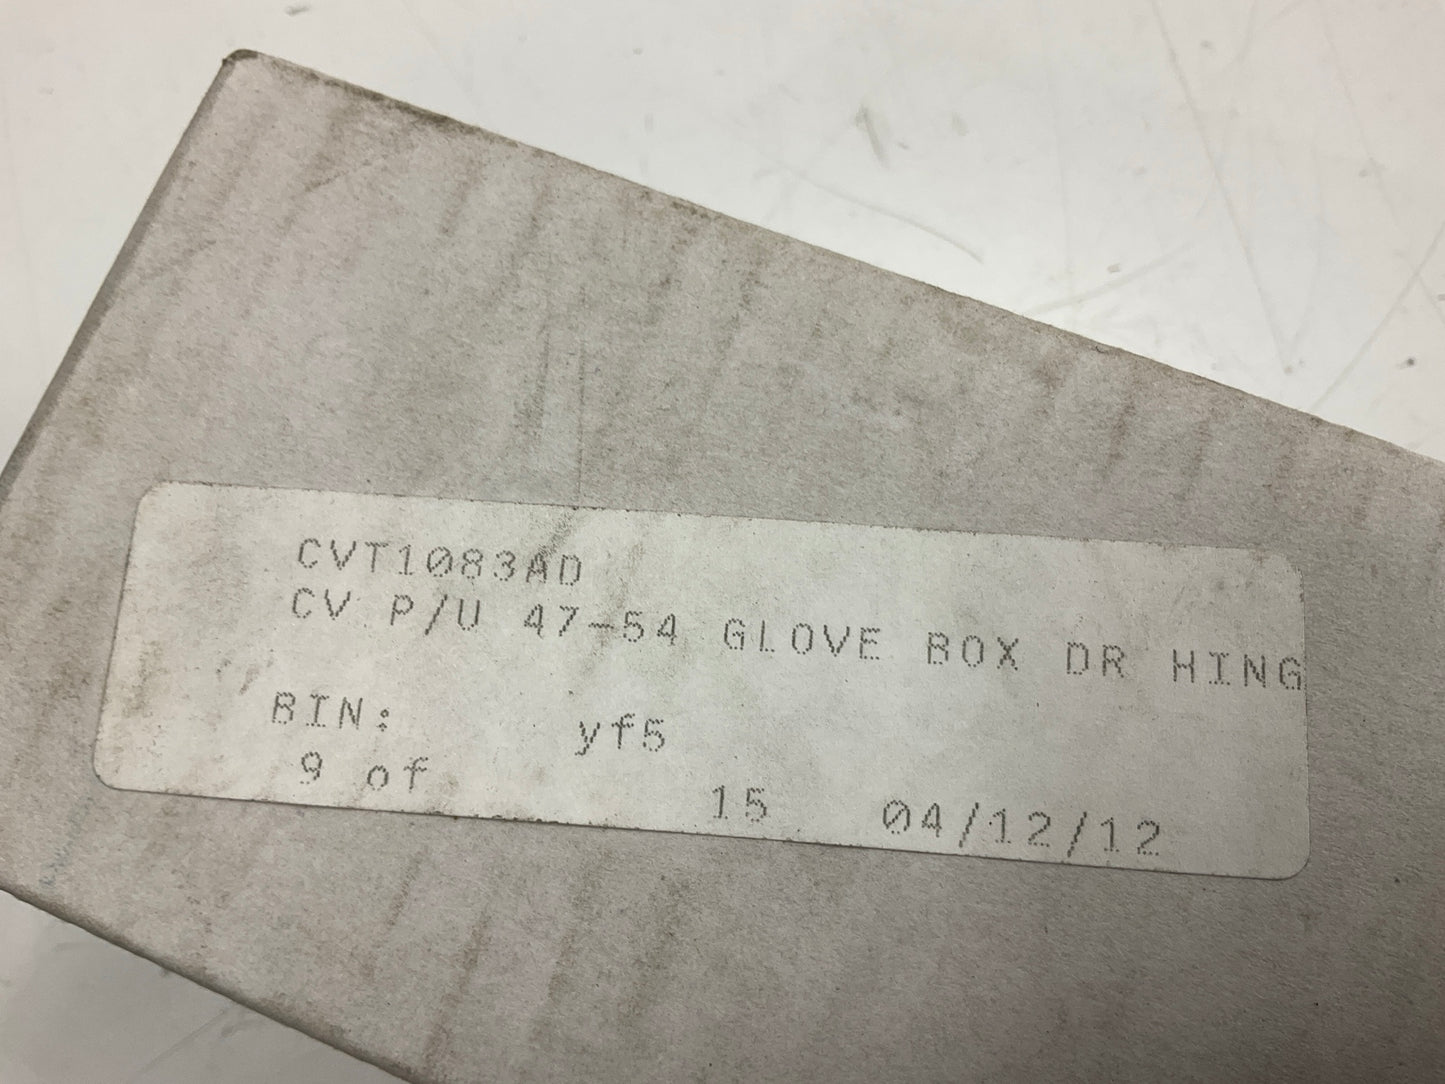 CVT1083AD
CV P/U 47-54 GLOVE BOX DR HING
BIN: yf5
9 of 15 04/12/12